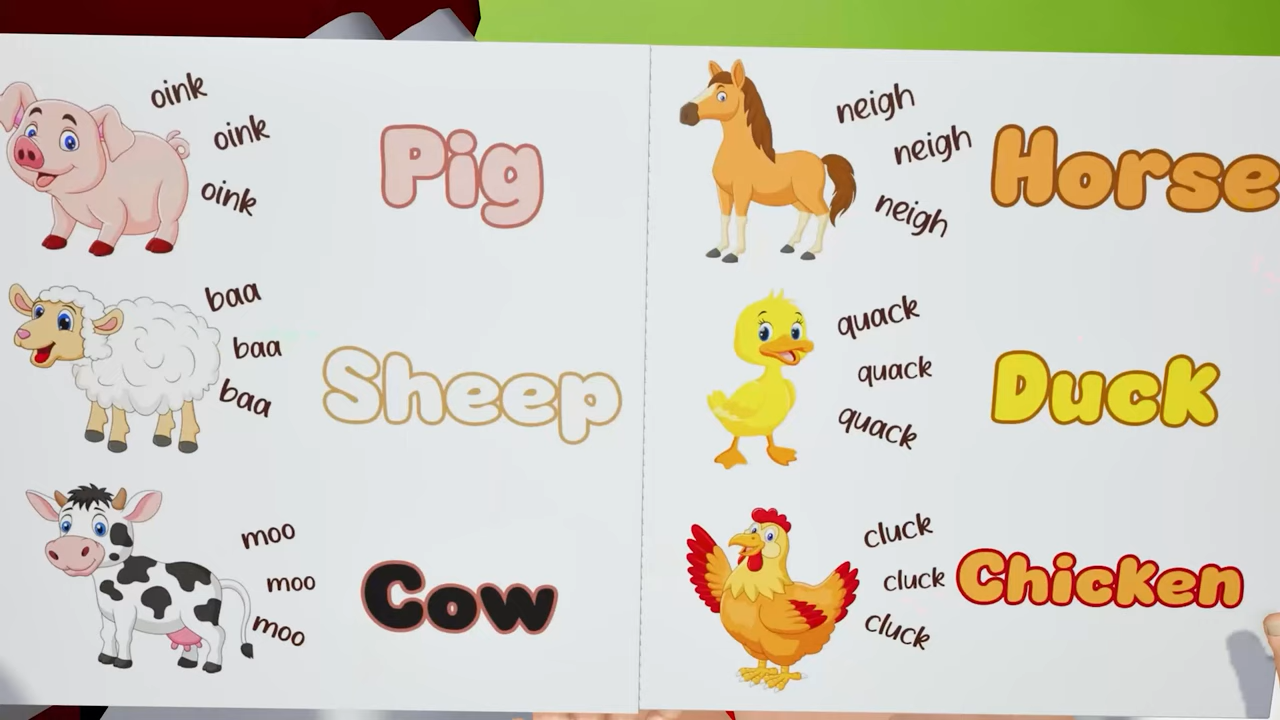 oink
oink
oink
Pig
baa
baa
baa
Sheep
moo
moo
moo
Cow
neigh
neigh
neigh
Horse
quack
quack
quack
Duck
cluck
cluck
cluck
Chicken